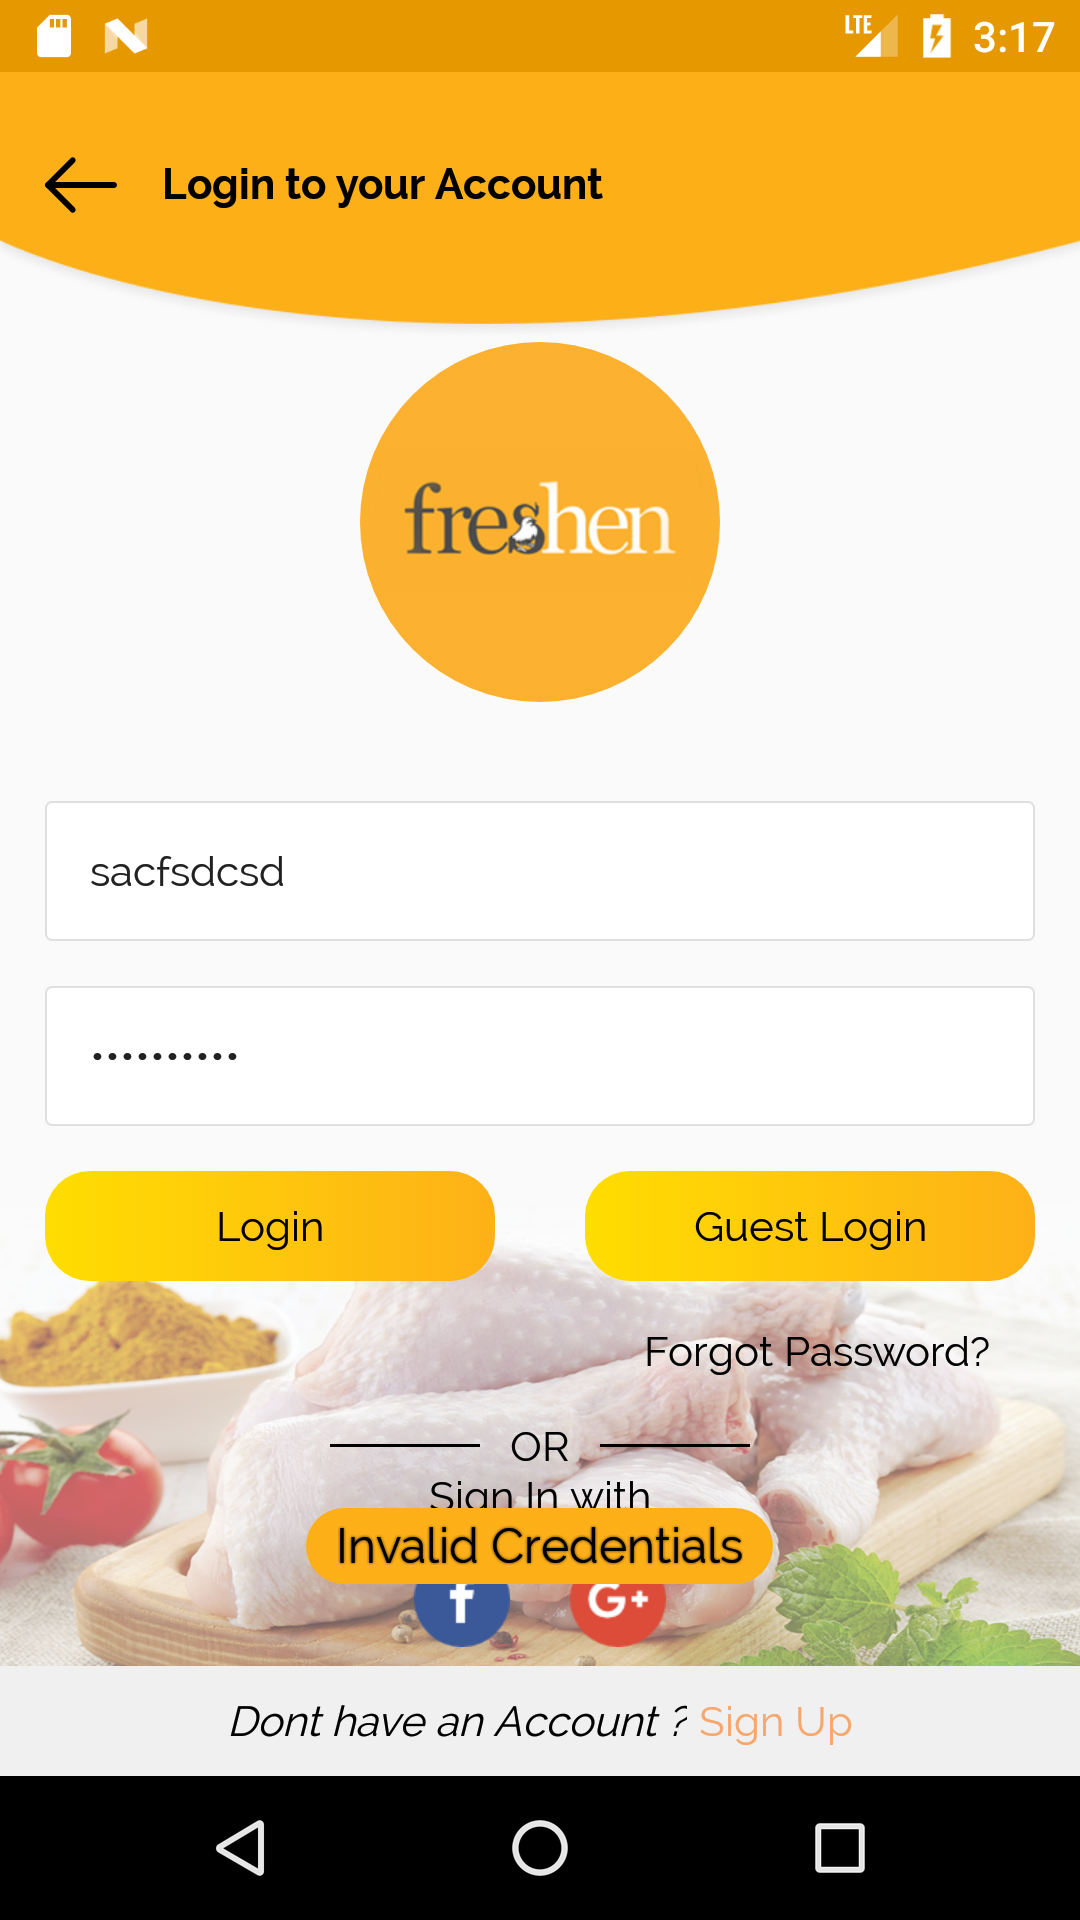 LTE 3:17
Login to your Account
freshen
sacfsdcsd
••••••••••
Login Guest Login
Forgot Password?
OR
Sign In with
Invalid Credentials
f G+
Dont have an Account ? Sign Up